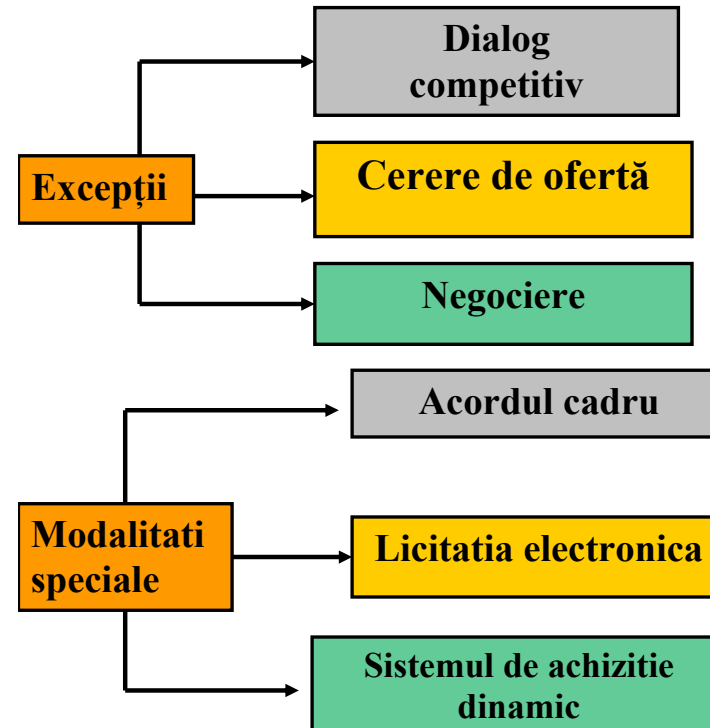 Dialog
competitiv
Excepții
Cerere de ofertă
Negociere
Acordul cadru
Modalitati
speciale
Licitatia electronica
Sistemul de achizitie
dinamic